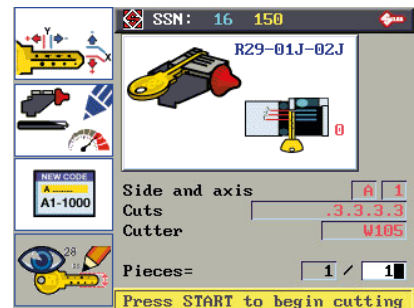 SSN: 16 150
R29-01J-02J
Y
X
0
NEW CODE
A
A1-1000
Side and axis A 1
Cuts .3.3.3.3
Cutter W105
28
Pieces= 1 / 1
Press START to begin cutting